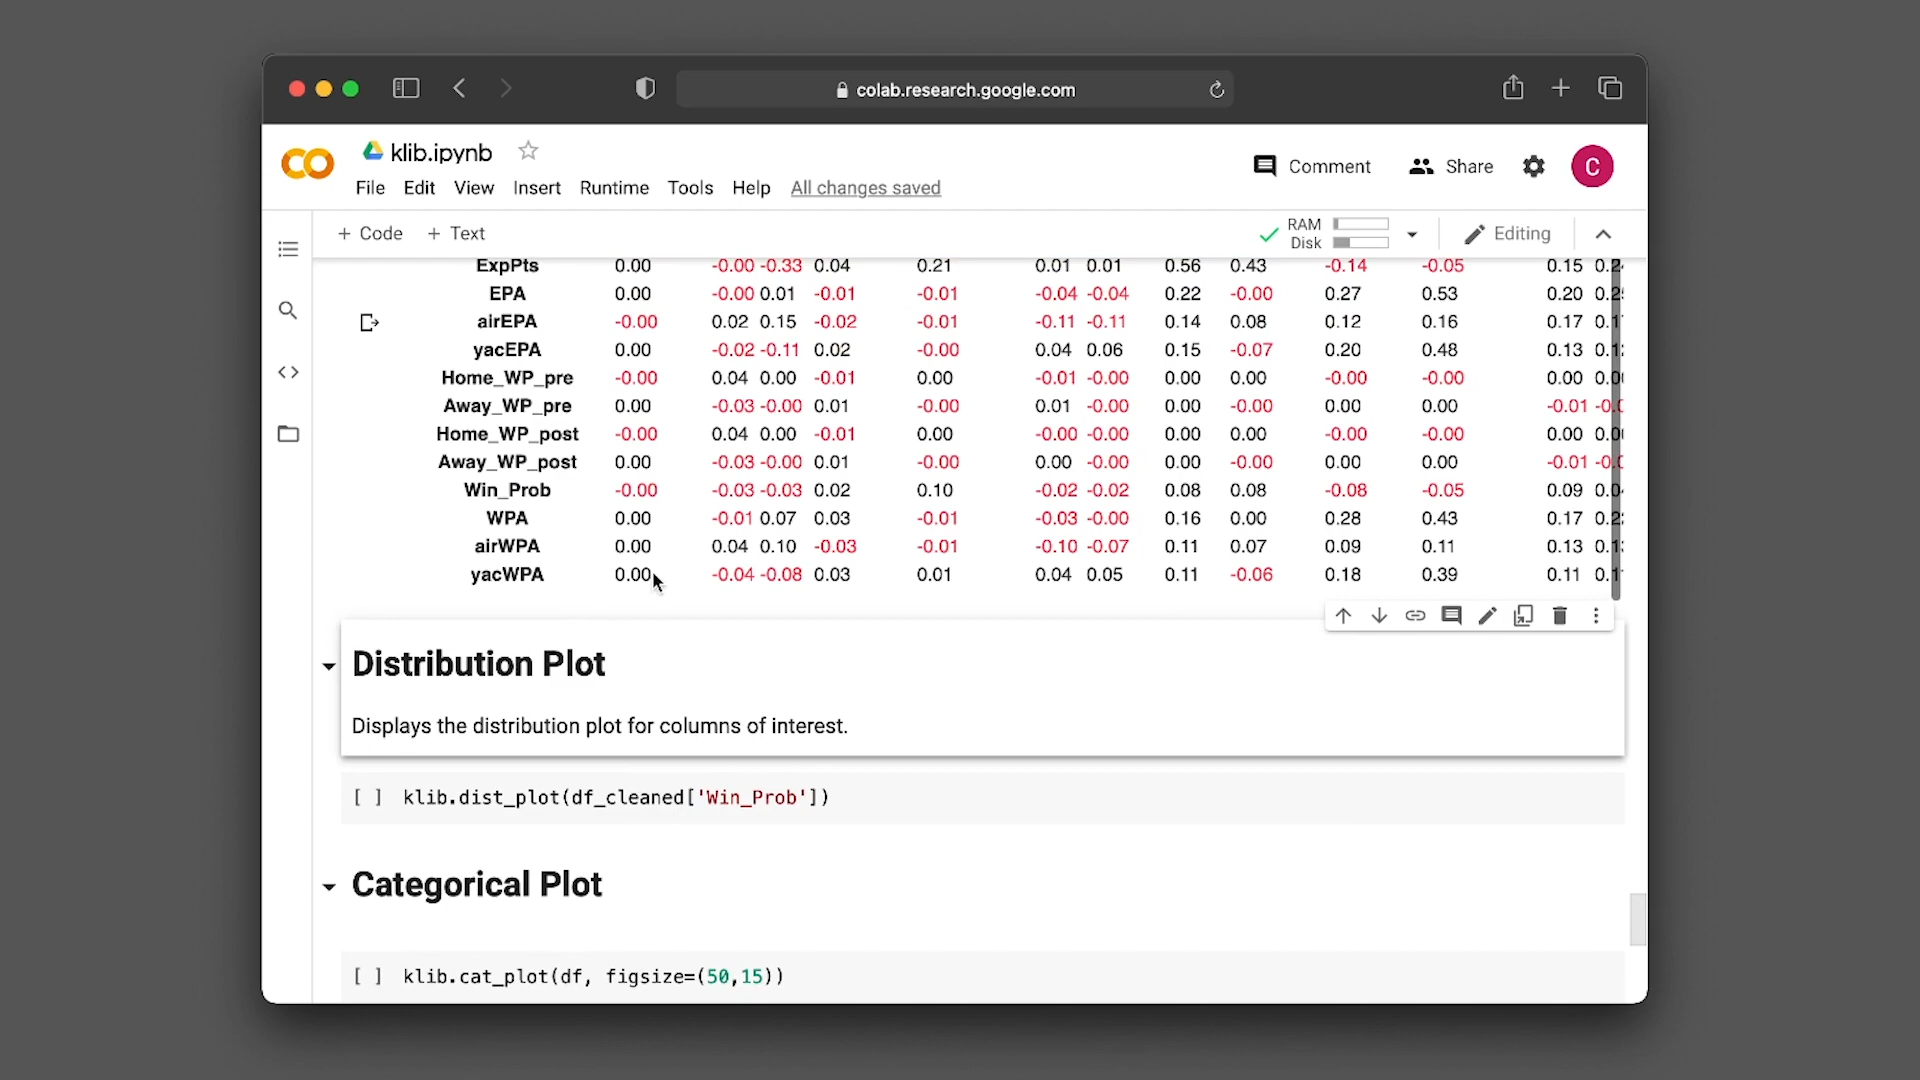 colab.research.google.com
klib.ipynb
Comment Share C
File Edit View Insert Runtime Tools Help All changes saved
+ Code + Text RAM Disk Editing
ExpPts 0.00 -0.00 -0.33 0.04 0.21 0.01 0.01 0.56 0.43 -0.14 -0.05 0.15
EPA 0.00 -0.00 0.01 -0.01 -0.01 -0.04 -0.04 0.22 -0.00 0.27 0.53 0.20
airEPA -0.00 0.02 0.15 -0.02 -0.01 -0.11 -0.11 0.14 0.08 0.12 0.16 0.17
yacEPA 0.00 -0.02 -0.11 0.02 -0.00 0.04 0.06 0.15 -0.07 0.20 0.48 0.13
Home_WP_pre -0.00 0.04 0.00 -0.01 0.00 -0.01 -0.00 0.00 0.00 -0.00 -0.00 0.00
Away_WP_pre 0.00 -0.03 -0.00 0.01 -0.00 0.01 -0.00 0.00 -0.00 0.00 0.00 -0.01
Home_WP_post -0.00 0.04 0.00 -0.01 0.00 -0.00 -0.00 0.00 0.00 -0.00 -0.00 0.00
Away_WP_post 0.00 -0.03 -0.00 0.01 -0.00 0.00 -0.00 0.00 -0.00 0.00 0.00 -0.01
Win_Prob -0.00 -0.03 -0.03 0.02 0.10 -0.02 -0.02 0.08 0.08 -0.08 -0.05 0.09
WPA 0.00 -0.01 0.07 0.03 -0.01 -0.03 -0.00 0.16 0.00 0.28 0.43 0.17
airWPA 0.00 0.04 0.10 -0.03 -0.01 -0.10 -0.07 0.11 0.07 0.09 0.11 0.13
yacWPA 0.00 -0.04 -0.08 0.03 0.01 0.04 0.05 0.11 -0.06 0.18 0.39 0.11
Distribution Plot
Displays the distribution plot for columns of interest.
[ ] klib.dist_plot(df_cleaned['Win_Prob'])
Categorical Plot
[ ] klib.cat_plot(df, figsize=(50,15))